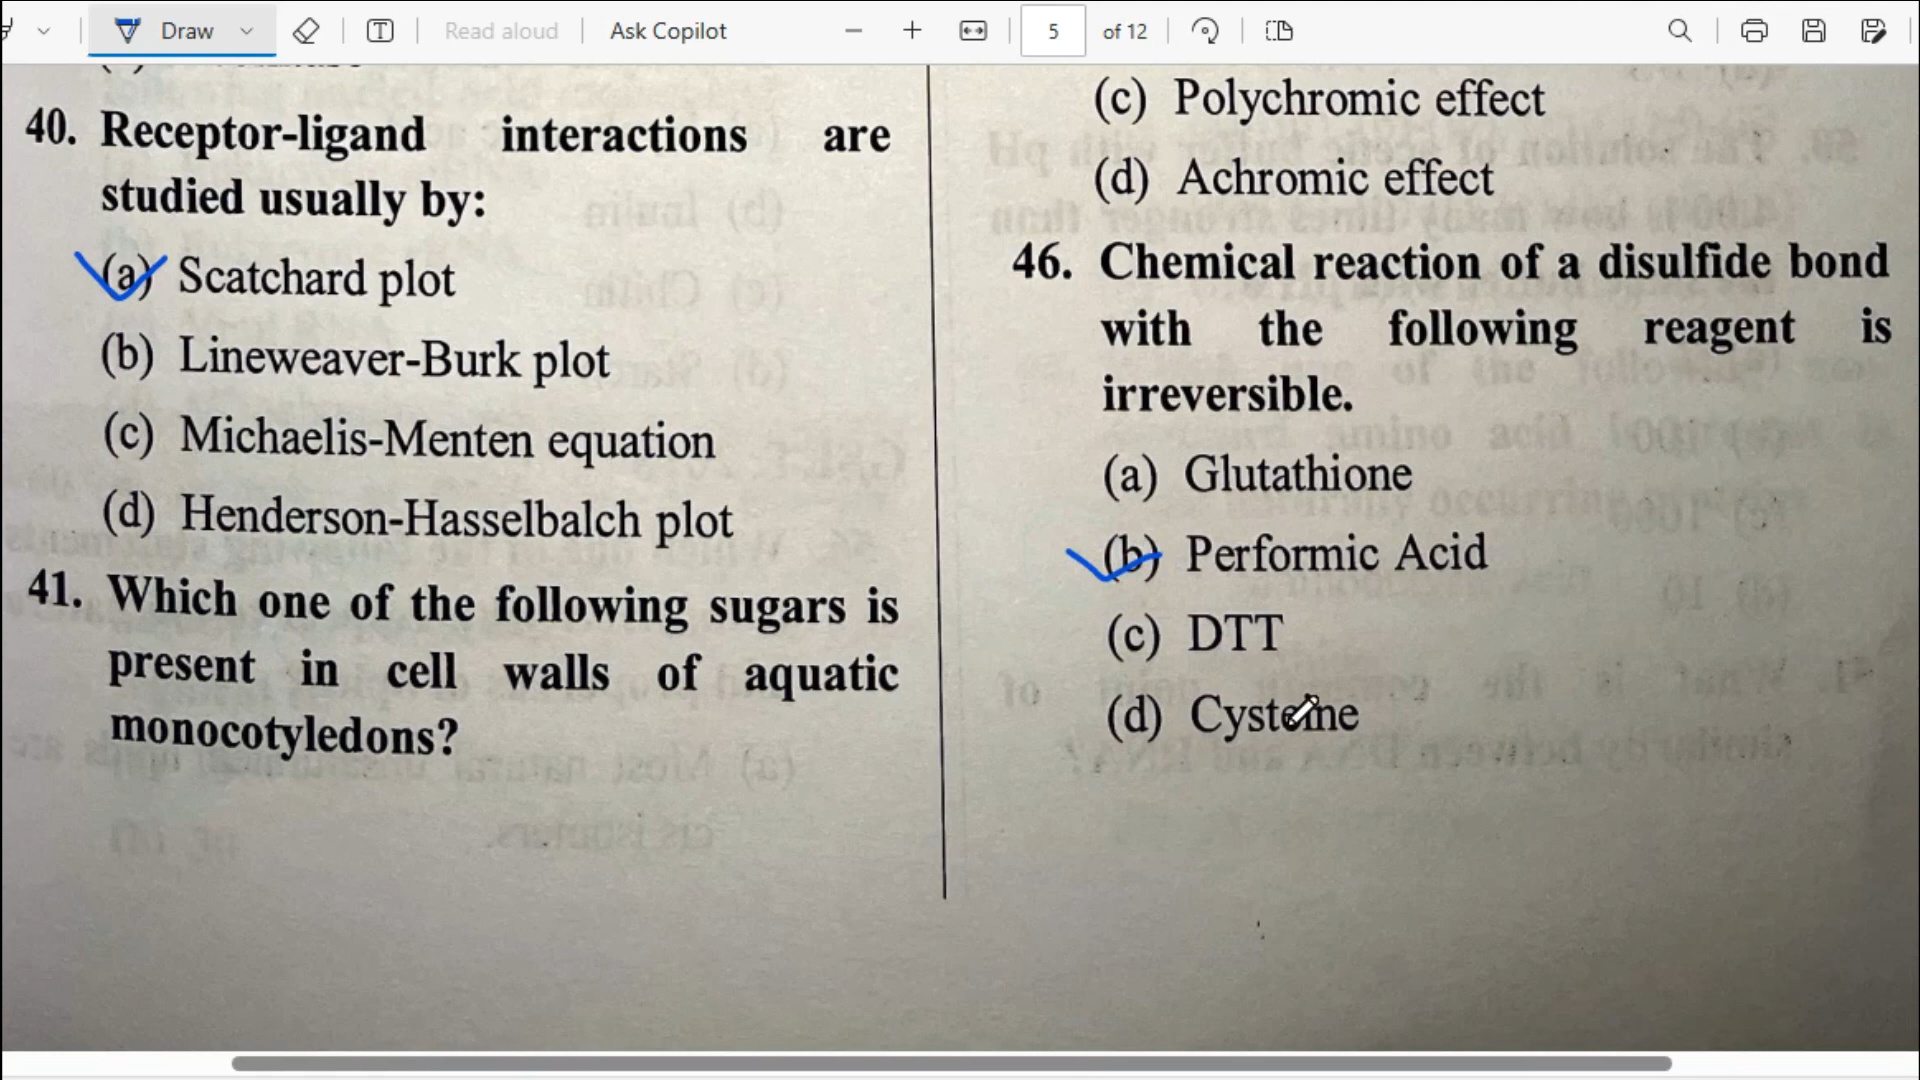 Draw
Read aloud
Ask Copilot
5
of 12
40. Receptor-ligand interactions are
studied usually by:
(a) Scatchard plot
(b) Lineweaver-Burk plot
(c) Michaelis-Menten equation
(d) Henderson-Hasselbalch plot
41. Which one of the following sugars is
present in cell walls of aquatic
monocotyledons?
(c) Polychromic effect
(d) Achromic effect
46. Chemical reaction of a disulfide bond
with the following reagent is
irreversible.
(a) Glutathione
(b) Performic Acid
(c) DTT
(d) Cysteine